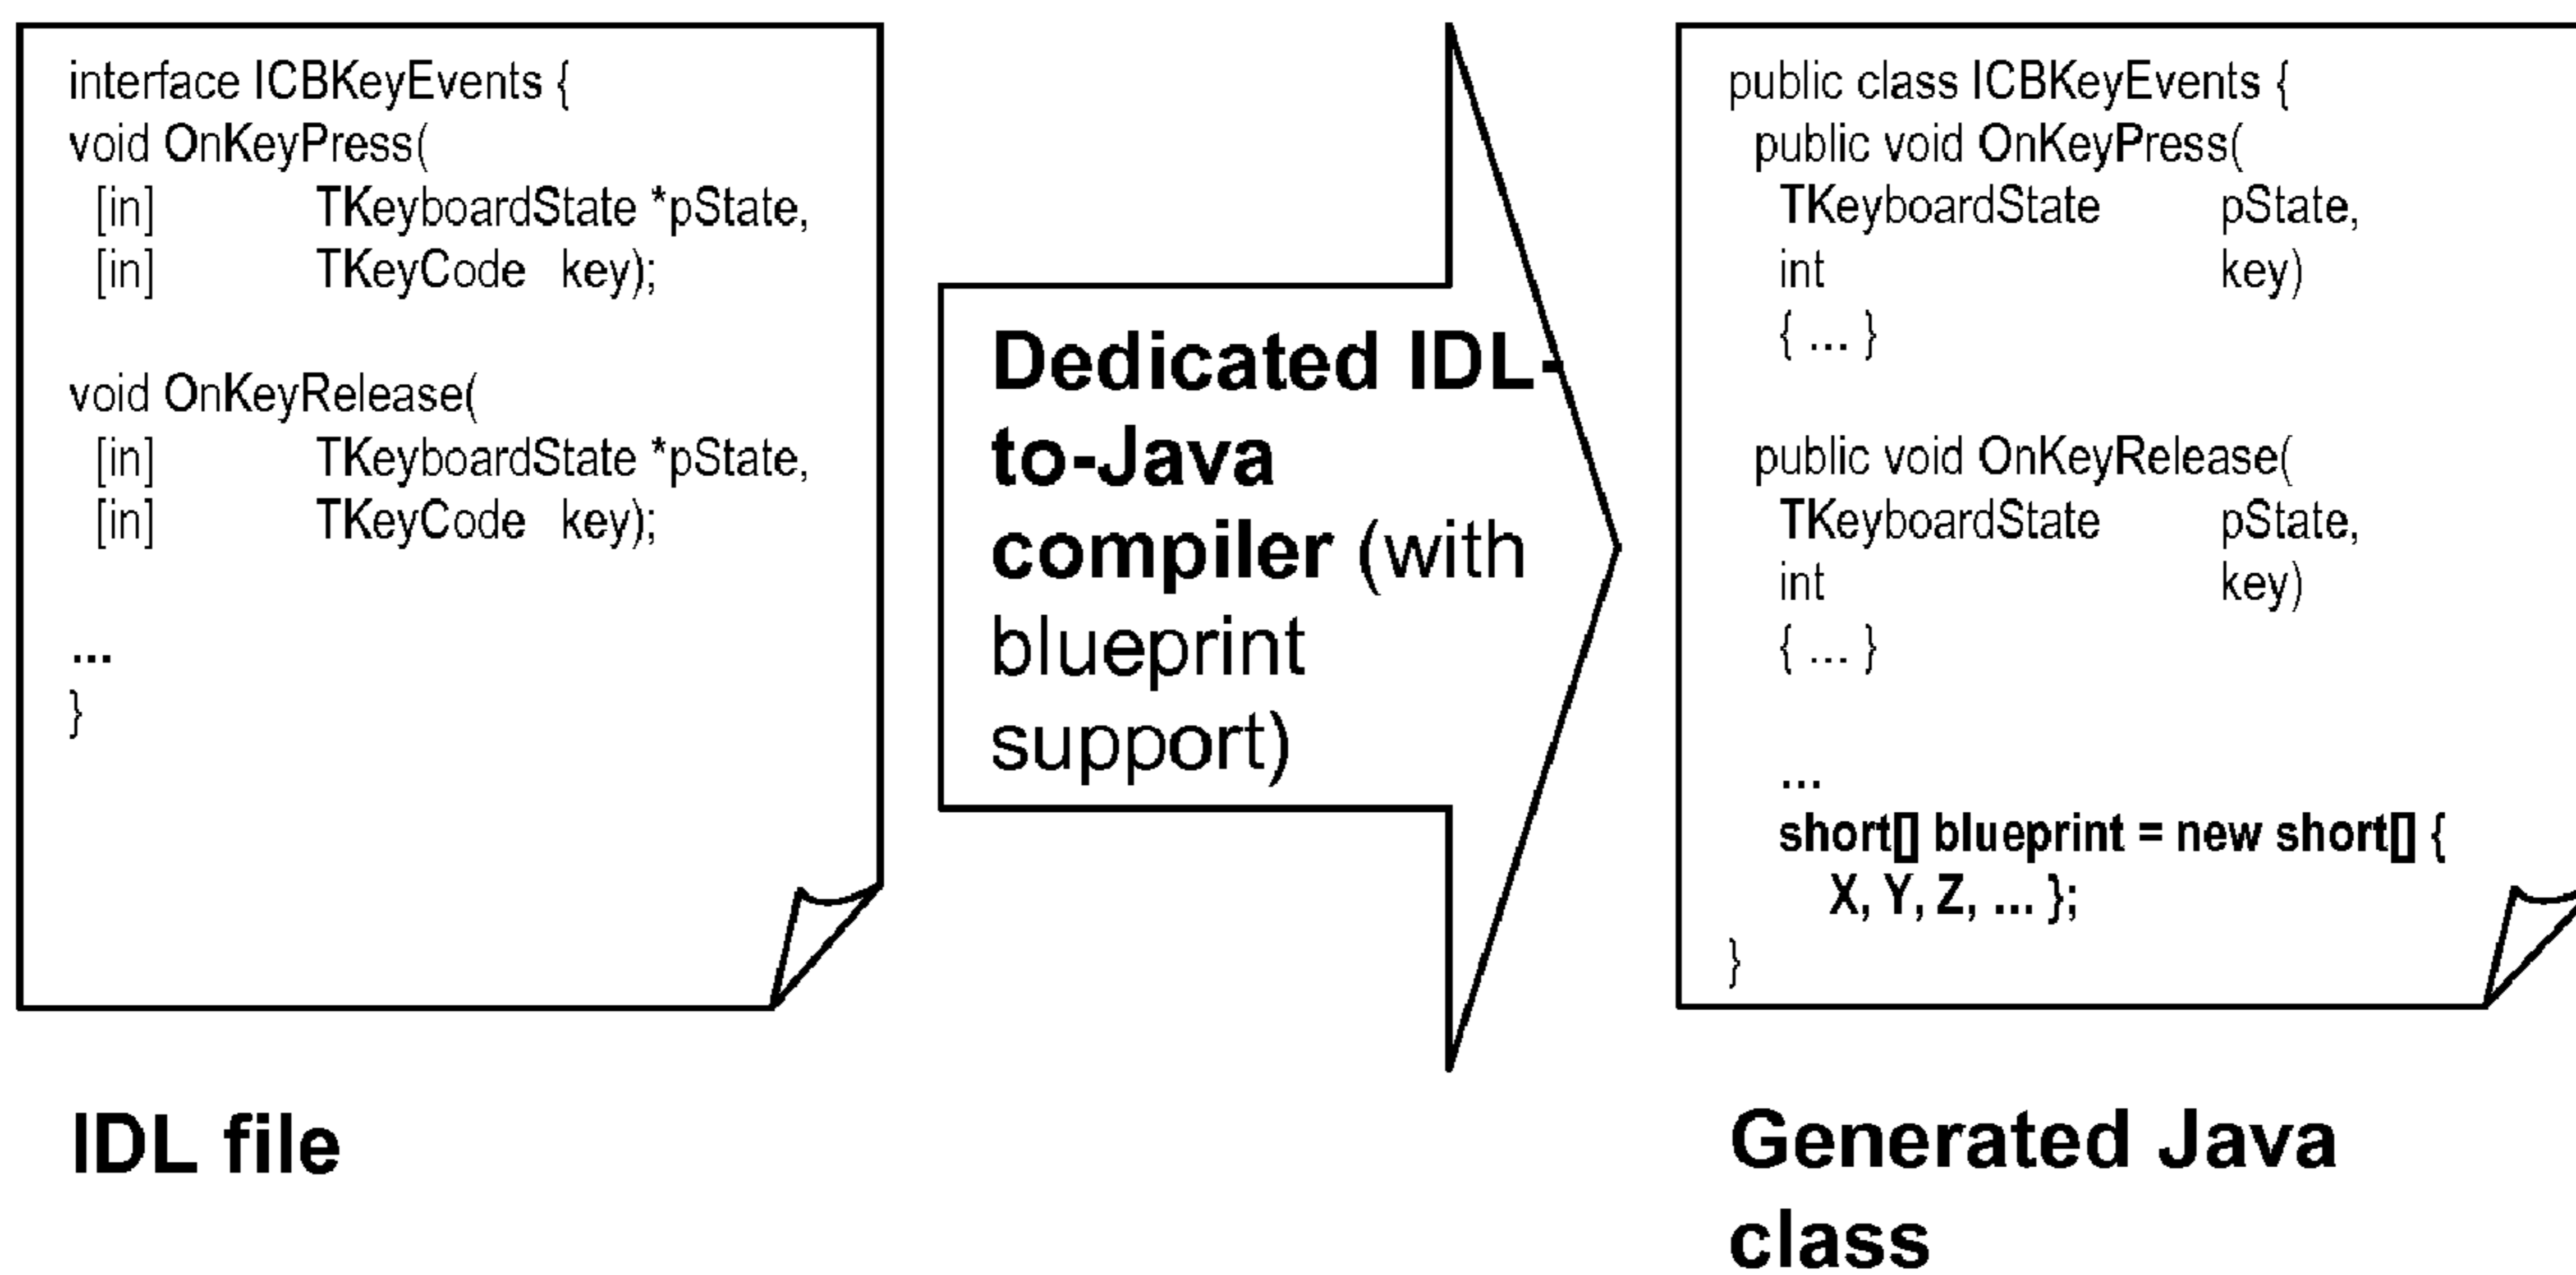 interface ICBKeyEvents {
void OnKeyPress(
[in] TKeyboardState *pState,
[in] TKeyCode key);
void OnKeyRelease(
[in] TKeyboardState *pState,
[in] TKeyCode key);
...
}
IDL file
Dedicated IDL-
to-Java
compiler (with
blueprint
support)
public class ICBKeyEvents {
public void OnKeyPress(
TKeyboardState pState,
int key)
{ ... }
public void OnKeyRelease(
TKeyboardState pState,
int key)
{ ... }
...
short[] blueprint = new short[] {
X, Y, Z, ... };
}
Generated Java
class